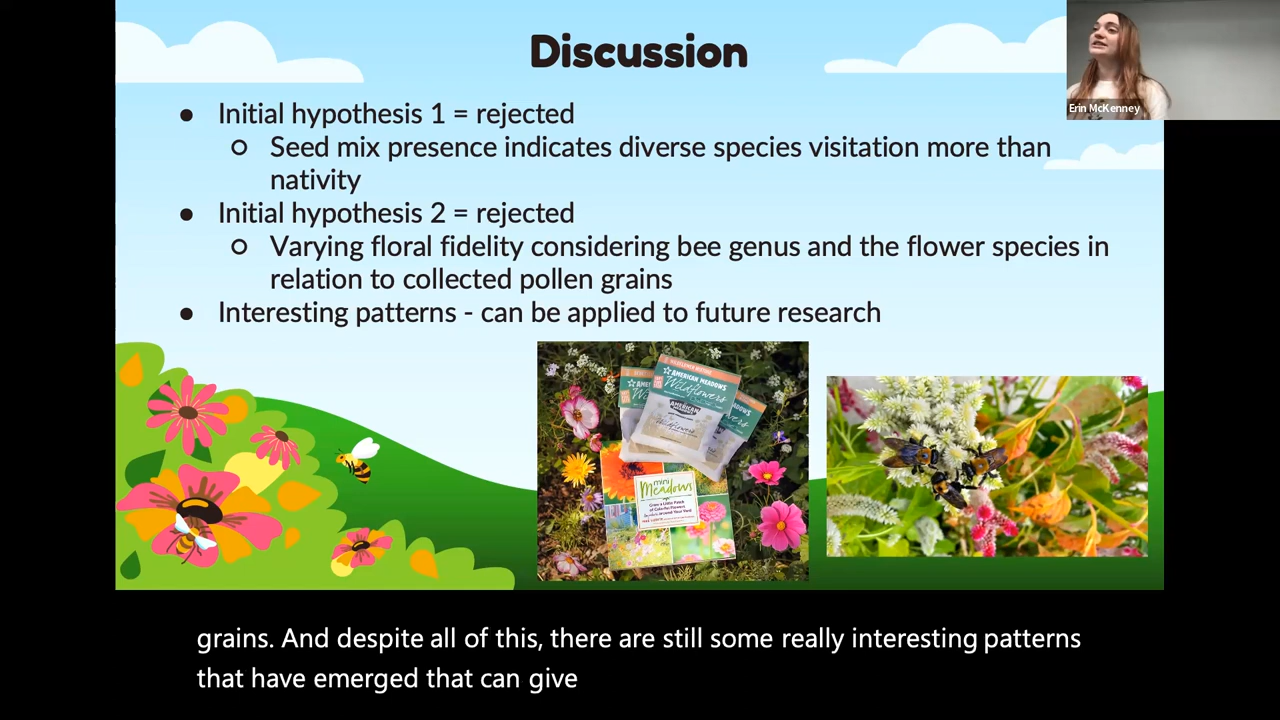 Discussion
Erin McKenney
● Initial hypothesis 1 = rejected
○ Seed mix presence indicates diverse species visitation more than
nativity
● Initial hypothesis 2 = rejected
○ Varying floral fidelity considering bee genus and the flower species in
relation to collected pollen grains
● Interesting patterns - can be applied to future research
AMERICAN MEADOWS
Wildflowers
AMERICAN
mini
Meadows
grains. And despite all of this, there are still some really interesting patterns
that have emerged that can give